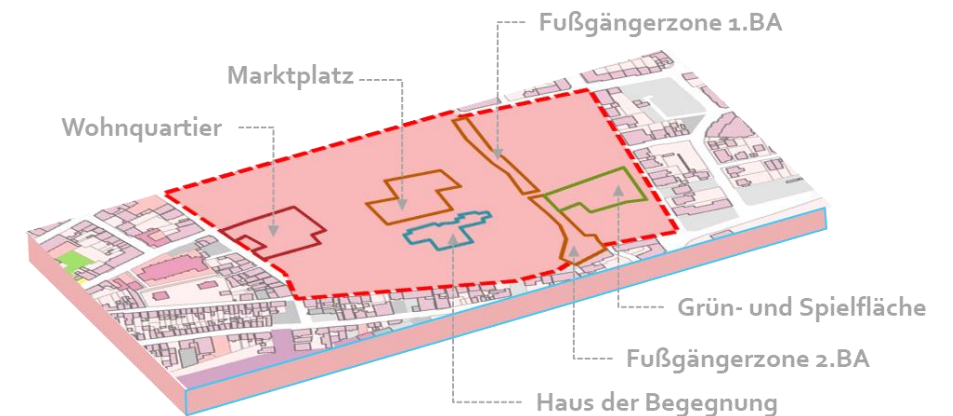 Fußgängerzone 1.BA
Marktplatz
Wohnquartier
Grün- und Spielfläche
Fußgängerzone 2.BA
Haus der Begegnung